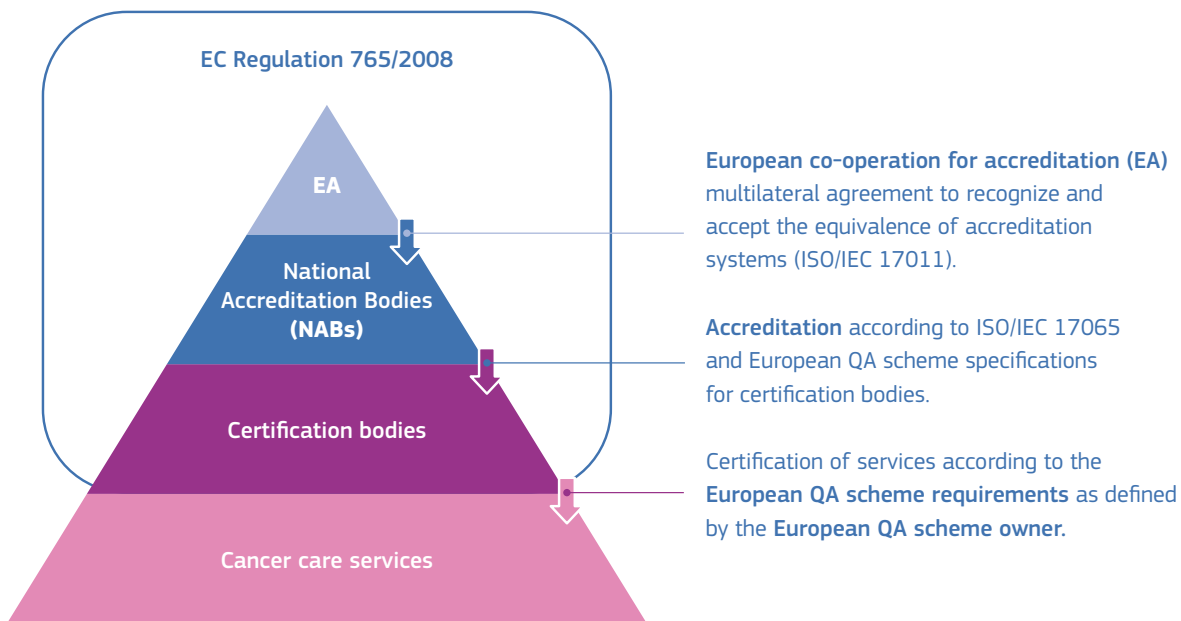 EC Regulation 765/2008
EA
National
Accreditation Bodies
(NABs)
Certification bodies
Cancer care services
European co-operation for accreditation (EA)
multilateral agreement to recognize and
accept the equivalence of accreditation
systems (ISO/IEC 17011).
Accreditation according to ISO/IEC 17065
and European QA scheme specifications
for certification bodies.
Certification of services according to the
European QA scheme requirements as defined
by the European QA scheme owner.